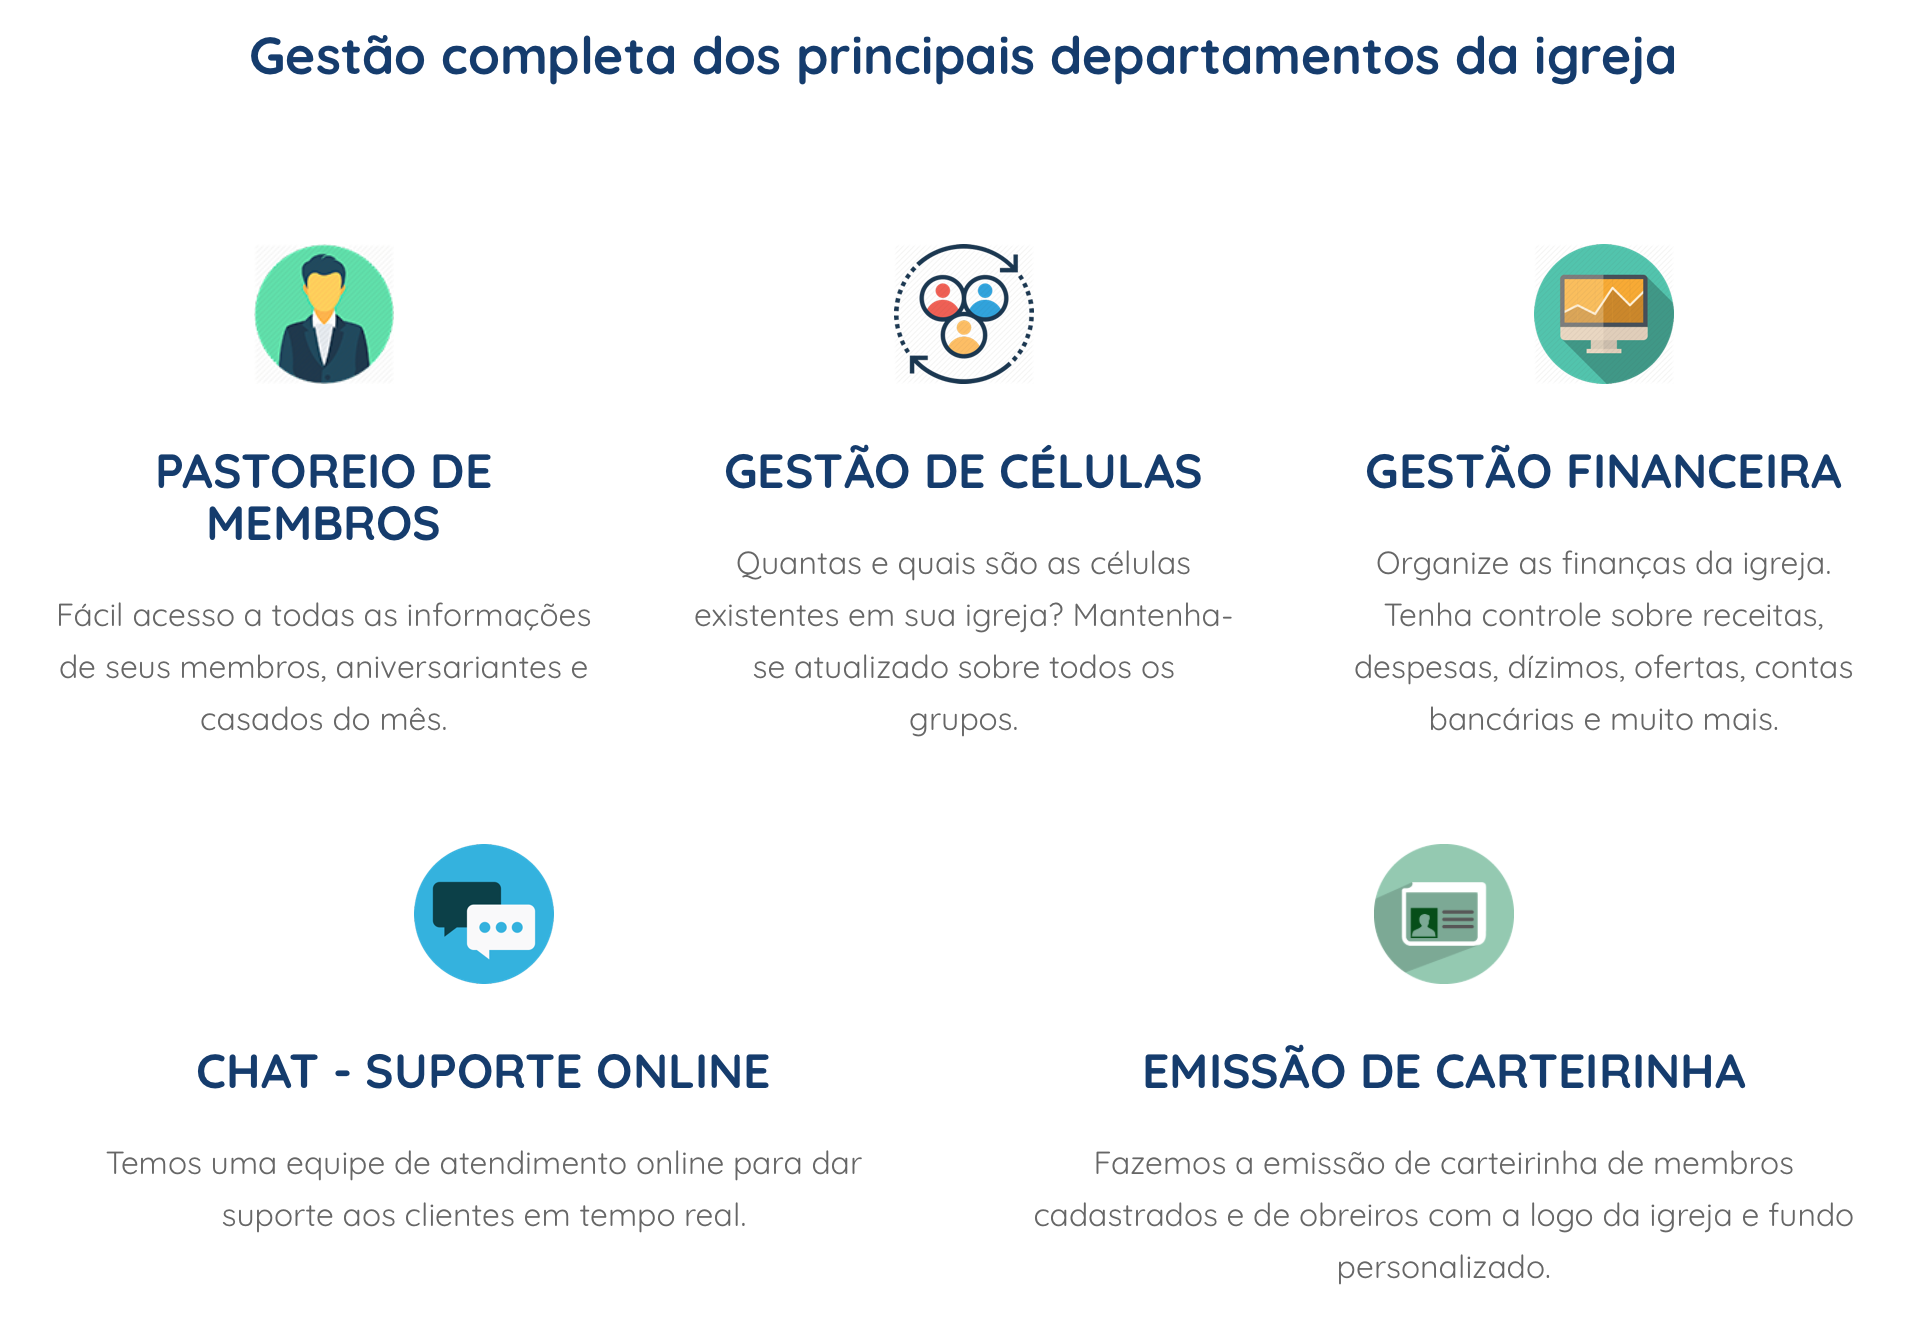 Gestão completa dos principais departamentos da igreja
PASTOREIO DE
MEMBROS
Fácil acesso a todas as informações
de seus membros, aniversariantes e
casados do mês.
GESTÃO DE CÉLULAS
Quantas e quais são as células
existentes em sua igreja? Mantenha-
se atualizado sobre todos os
grupos.
GESTÃO FINANCEIRA
Organize as finanças da igreja.
Tenha controle sobre receitas,
despesas, dízimos, ofertas, contas
bancárias e muito mais.
CHAT - SUPORTE ONLINE
Temos uma equipe de atendimento online para dar
suporte aos clientes em tempo real.
EMISSÃO DE CARTEIRINHA
Fazemos a emissão de carteirinha de membros
cadastrados e de obreiros com a logo da igreja e fundo
personalizado.